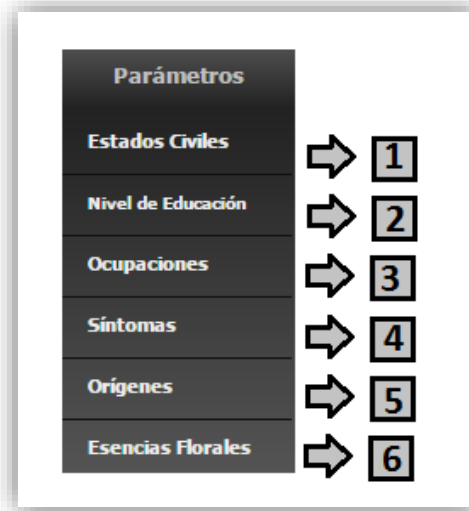 Parámetros
Estados Civiles 1
Nivel de Educación 2
Ocupaciones 3
Síntomas 4
Orígenes 5
Esencias Florales 6